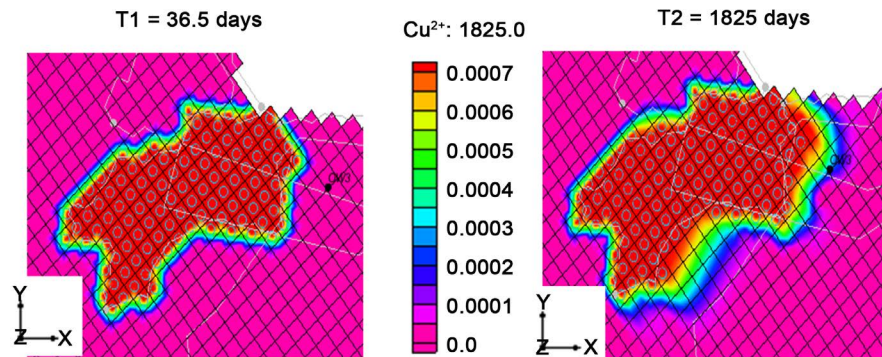 T1 = 36.5 days
Cu²⁺: 1825.0
T2 = 1825 days
0.0007
0.0006
0.0005
0.0004
0.0003
0.0002
0.0001
0.0
OW3
Y
Z
X
OW3
Y
Z
X